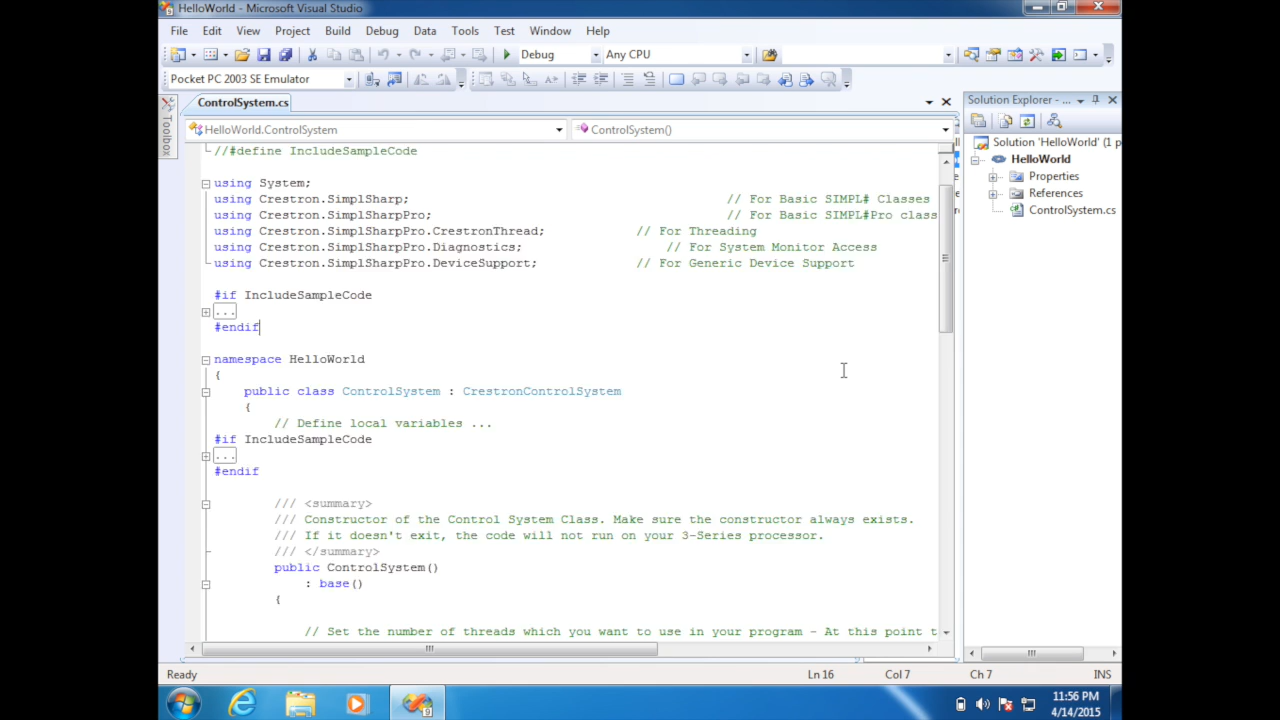 HelloWorld - Microsoft Visual Studio
File Edit View Project Build Debug Data Tools Test Window Help
Debug Any CPU
Pocket PC 2003 SE Emulator
Toolbox
ControlSystem.cs
HelloWorld.ControlSystem ControlSystem()
//#define IncludeSampleCode
using System;
using Crestron.SimplSharp; // For Basic SIMPL# Classes
using Crestron.SimplSharpPro; // For Basic SIMPL#Pro class
using Crestron.SimplSharpPro.CrestronThread; // For Threading
using Crestron.SimplSharpPro.Diagnostics; // For System Monitor Access
using Crestron.SimplSharpPro.DeviceSupport; // For Generic Device Support
#if IncludeSampleCode
...
#endif
namespace HelloWorld
{
public class ControlSystem : CrestronControlSystem
{
// Define local variables ...
#if IncludeSampleCode
...
#endif
/// <summary>
/// Constructor of the Control System Class. Make sure the constructor always exists.
/// If it doesn't exit, the code will not run on your 3-Series processor.
/// </summary>
public ControlSystem()
: base()
{
// Set the number of threads which you want to use in your program - At this point t
Solution Explorer - ...
Solution 'HelloWorld' (1 p
HelloWorld
Properties
References
ControlSystem.cs
Ready Ln 16 Col 7 Ch 7 INS
9
11:56 PM
4/14/2015